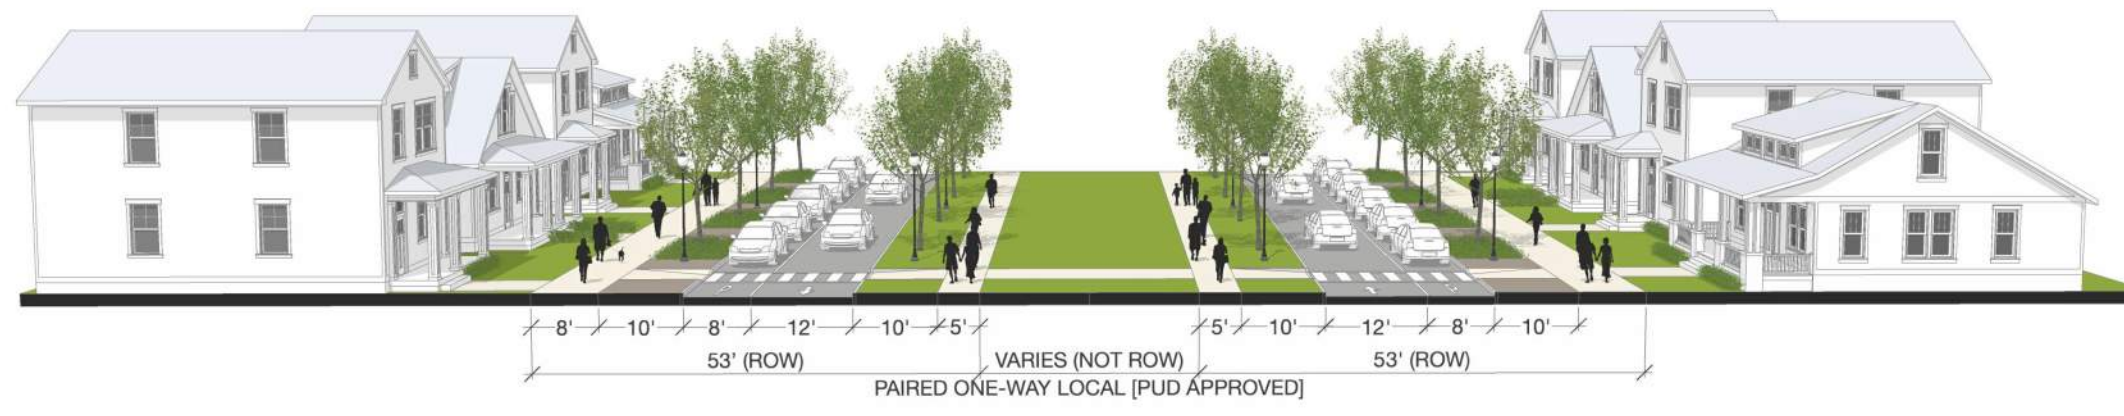 8' 10' 8' 12' 10' 5' 5' 10' 12' 8' 10'
53' (ROW) VARIES (NOT ROW) 53' (ROW)
PAIRED ONE-WAY LOCAL [PUD APPROVED]